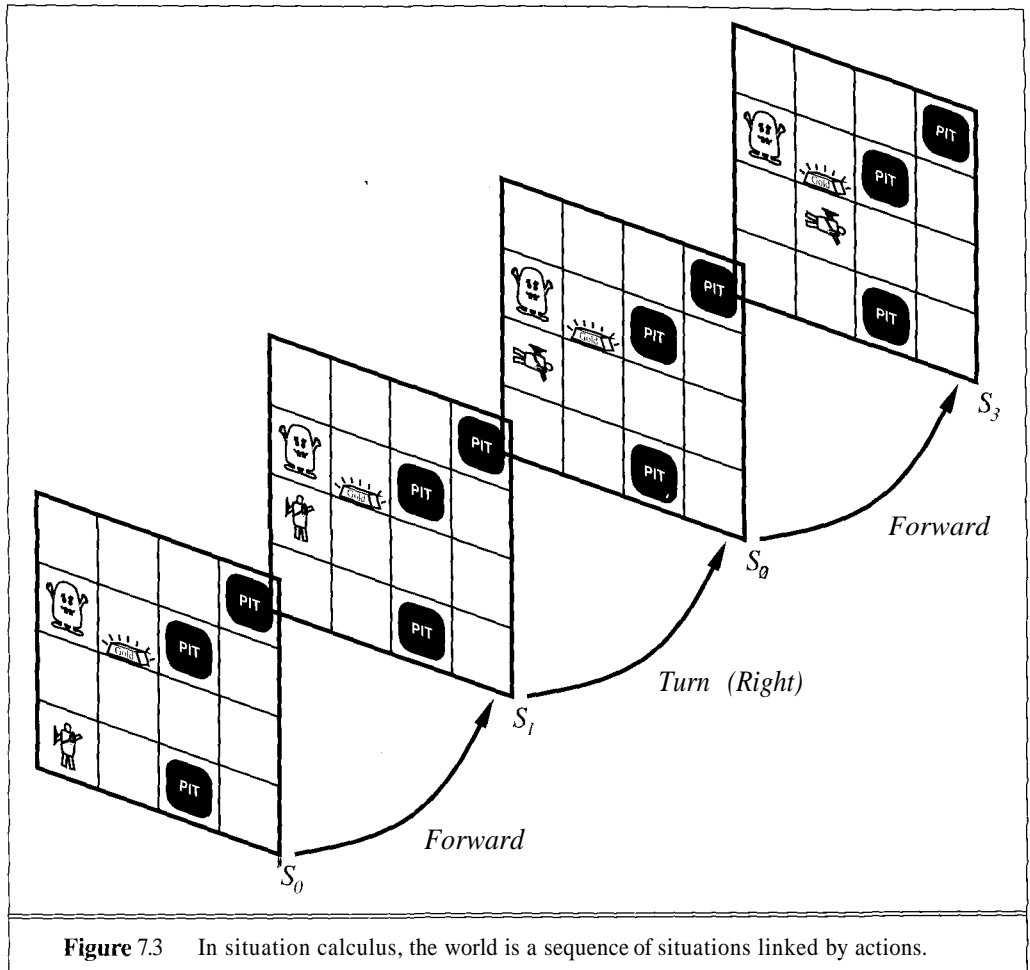 PIT
Gold
PIT
PIT
S3
PIT
Gold
PIT
PIT
Forward
S0
PIT
Gold
PIT
PIT
Turn (Right)
S1
PIT
Gold
PIT
PIT
Forward
S0
Figure 7.3 In situation calculus, the world is a sequence of situations linked by actions.